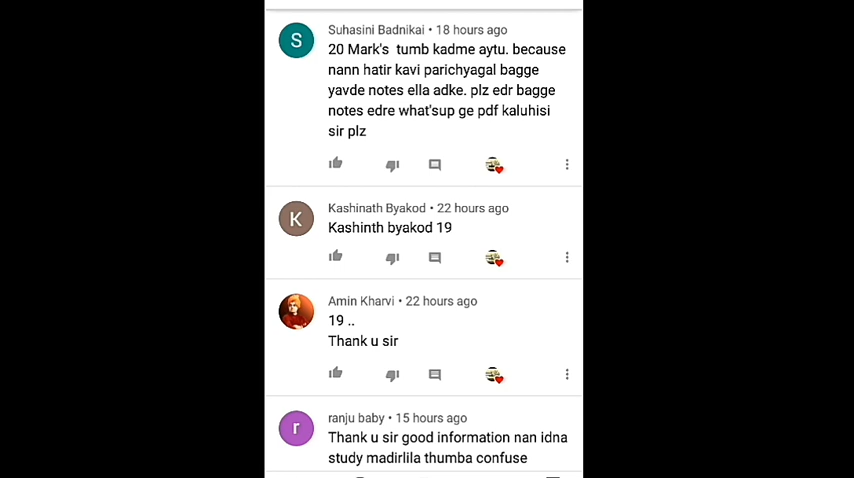 S
Suhasini Badnikai • 18 hours ago
20 Mark's tumb kadme aytu. because
nann hatir kavi parichyagal bagge
yavde notes ella adke. plz edr bagge
notes edre what'sup ge pdf kaluhisi
sir plz
K
Kashinath Byakod • 22 hours ago
Kashinth byakod 19
Amin Kharvi • 22 hours ago
19 ..
Thank u sir
r
ranju baby • 15 hours ago
Thank u sir good information nan idna
study madirlila thumba confuse